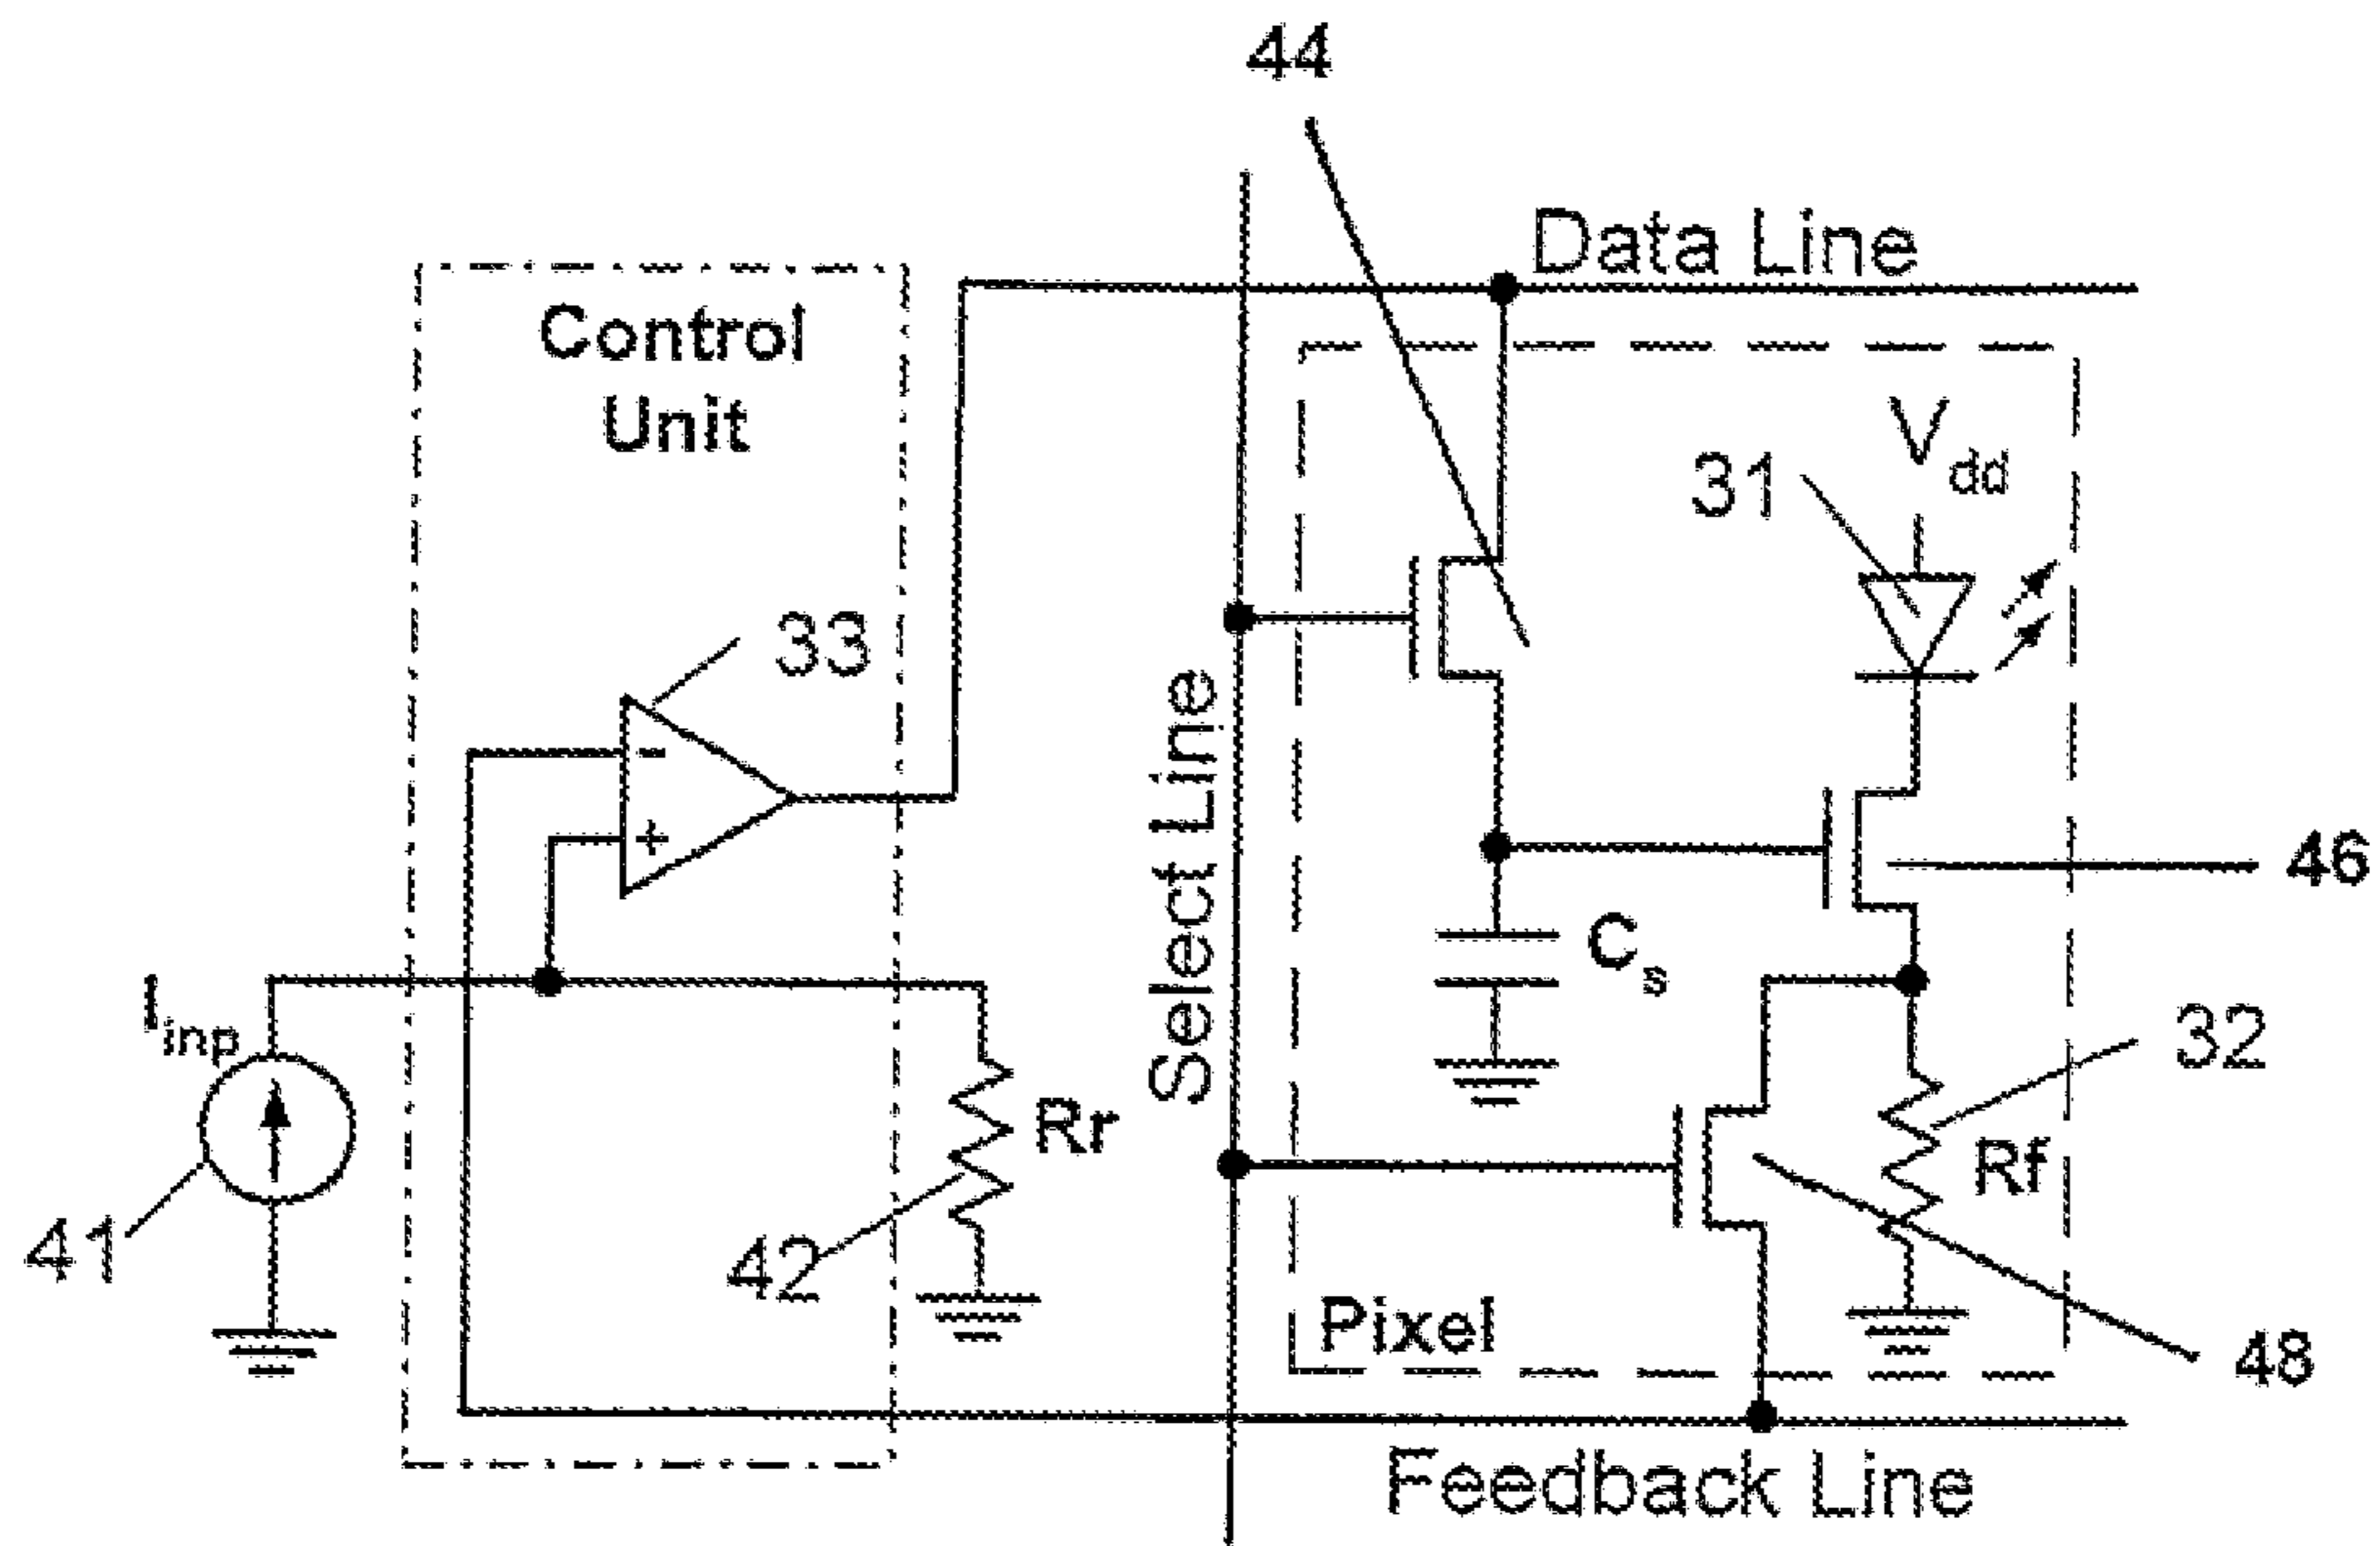 44
Data Line
Control
Unit
Vdd
31
33
-
+
Select Line
46
Cs
Iinp
32
Rr
Rf
41
42
Pixel
48
Feedback Line